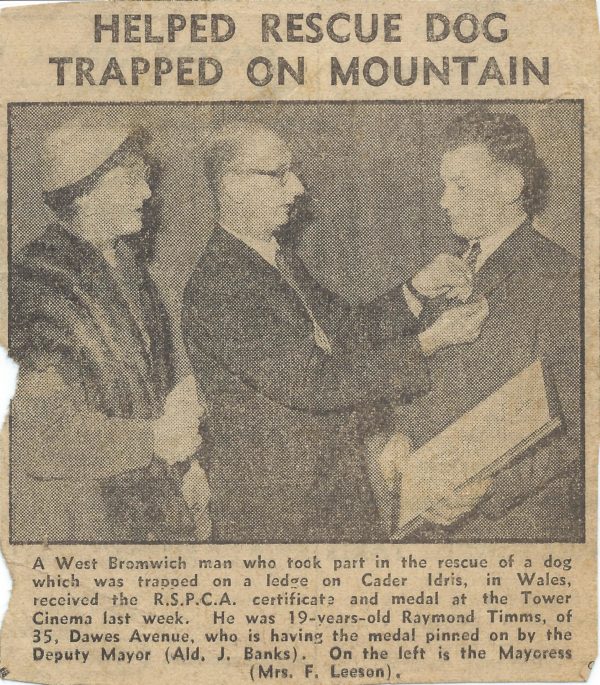 HELPED RESCUE DOG
TRAPPED ON MOUNTAIN
A West Bromwich man who took part in the rescue of a dog
which was trapped on a ledge on Cader Idris, in Wales,
received the R.S.P.C.A. certificate and medal at the Tower
Cinema last week. He was 19-years-old Raymond Timms, of
35, Dawes Avenue, who is having the medal pinned on by the
Deputy Mayor (Ald. J. Banks). On the left is the Mayoress
(Mrs. F. Leeson).